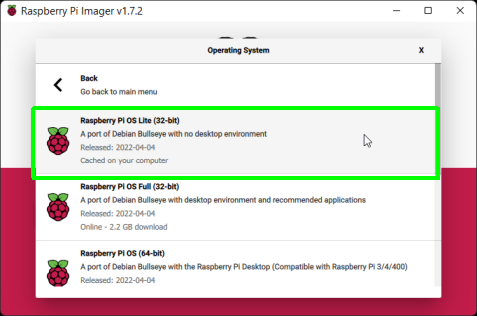 Raspberry Pi Imager v1.7.2
Operating System
X
Back
Go back to main menu
Raspberry Pi OS Lite (32-bit)
A port of Debian Bullseye with no desktop environment
Released: 2022-04-04
Cached on your computer
Raspberry Pi OS Full (32-bit)
A port of Debian Bullseye with desktop environment and recommended applications
Released: 2022-04-04
Online - 2.2 GB download
Raspberry Pi OS (64-bit)
A port of Debian Bullseye with the Raspberry Pi Desktop (Compatible with Raspberry Pi 3/4/400)
Released: 2022-04-04